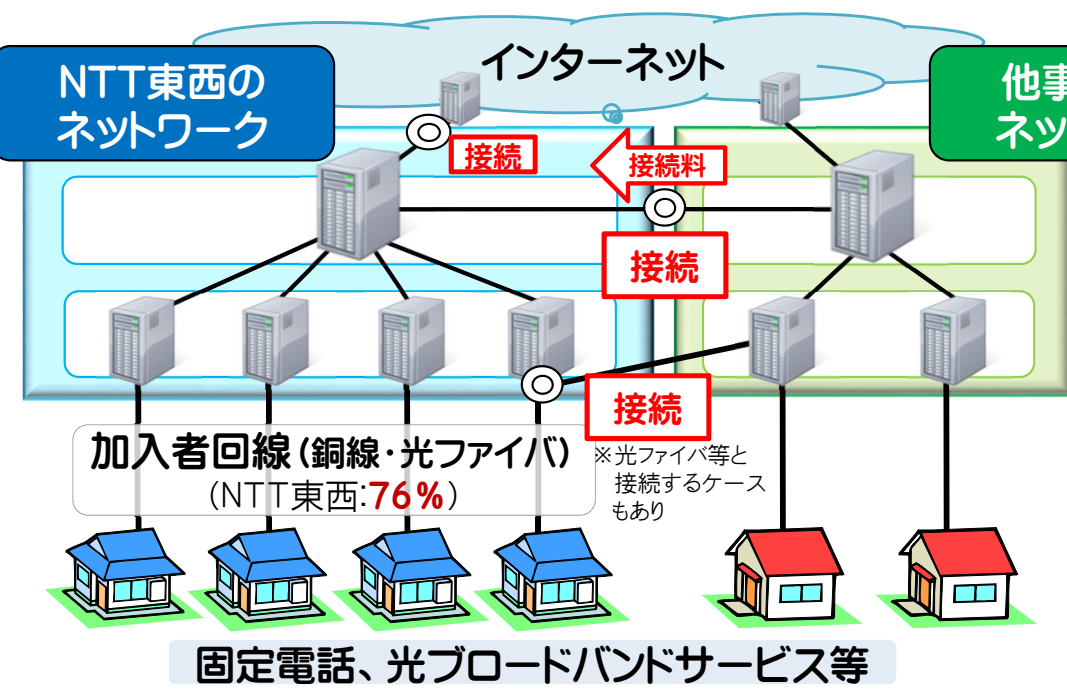 インターネット
NTT東西の
ネットワーク
他事
ネッ
接続
接続料
接続
接続
加入者回線(銅線・光ファイバ)
(NTT東西:76%)
※光ファイバ等と
接続するケース
もあり
固定電話、光ブロードバンドサービス等